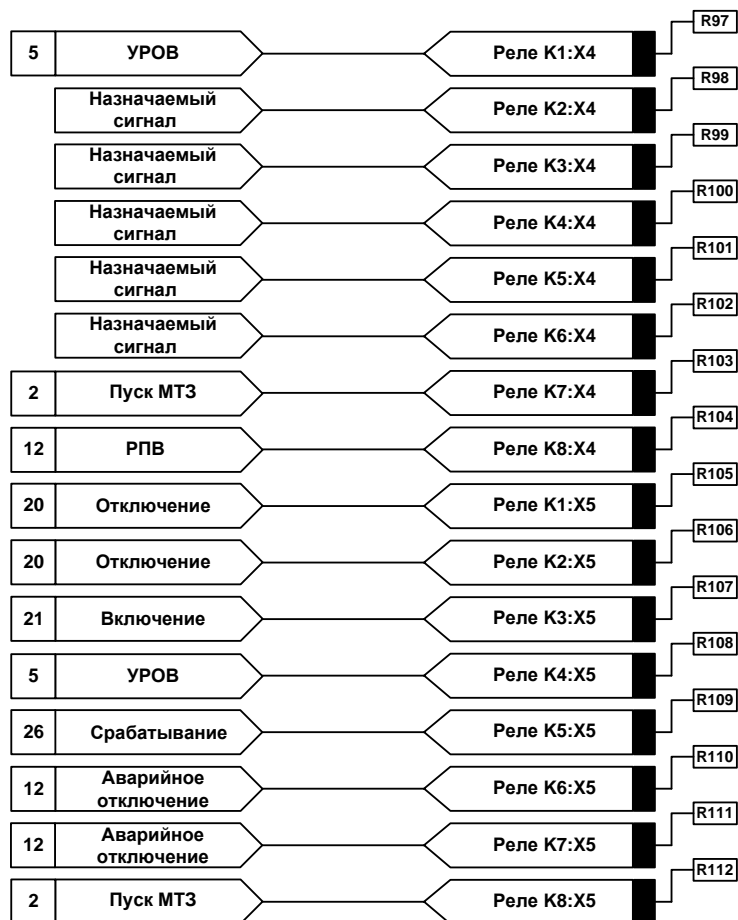 R97
5 УРОВ Реле K1:X4
R98
Назначаемый
сигнал
Реле K2:X4
R99
Назначаемый
сигнал
Реле K3:X4
R100
Назначаемый
сигнал
Реле K4:X4
R101
Назначаемый
сигнал
Реле K5:X4
R102
Назначаемый
сигнал
Реле K6:X4
R103
2 Пуск МТЗ Реле K7:X4
R104
12 РПВ Реле K8:X4
R105
20 Отключение Реле K1:X5
R106
20 Отключение Реле K2:X5
R107
21 Включение Реле K3:X5
R108
5 УРОВ Реле K4:X5
R109
26 Срабатывание Реле K5:X5
R110
12 Аварийное
отключение
Реле K6:X5
R111
12 Аварийное
отключение
Реле K7:X5
R112
2 Пуск МТЗ Реле K8:X5